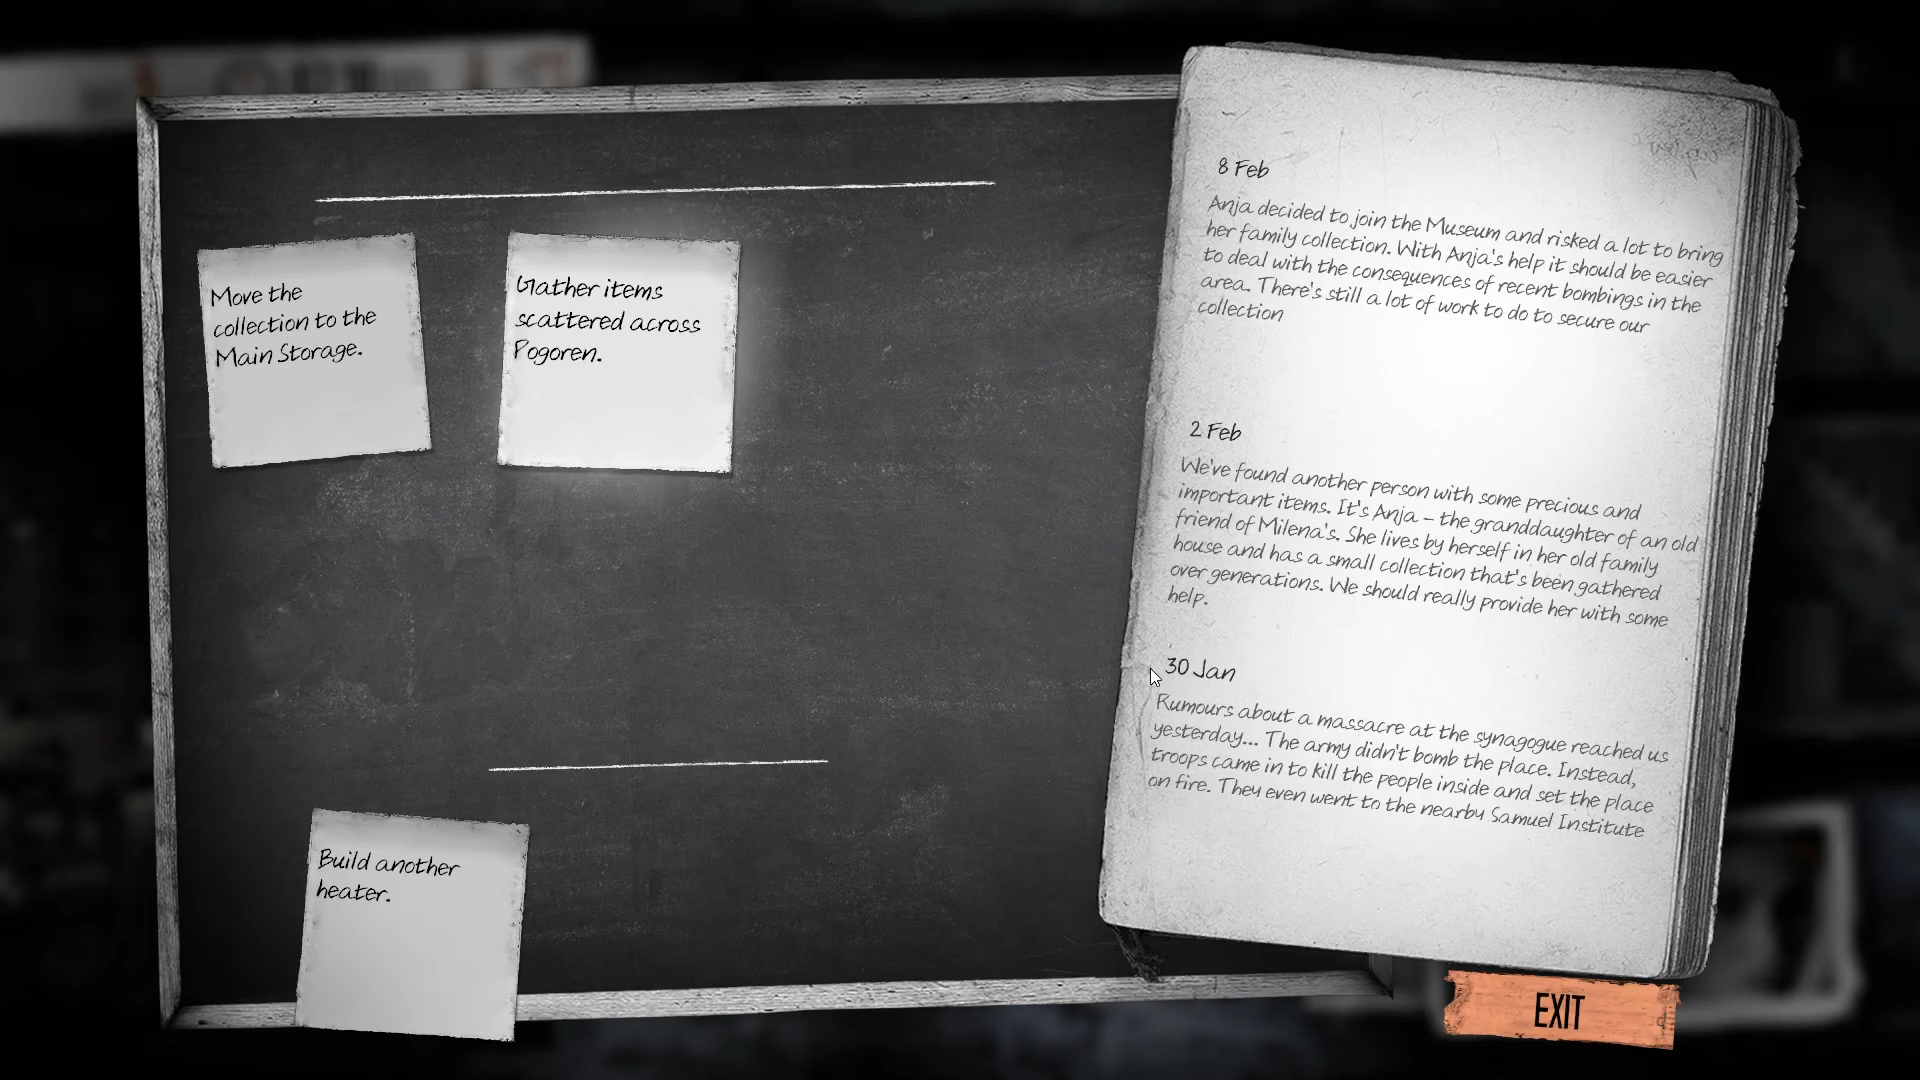 Move the
collection to the
Main Storage.
Gather items
scattered across
Pogoren.
Build another
heater.
8 Feb
Anja decided to join the Museum and risked a lot to bring
her family collection. With Anja's help it should be easier
to deal with the consequences of recent bombings in the
area. There's still a lot of work to do to secure our
collection
2 Feb
We've found another person with some precious and
important items. It's Anja – the granddaughter of an old
friend of Milena's. She lives by herself in her old family
house and has a small collection that's been gathered
over generations. We should really provide her with some
help.
30 Jan
Rumours about a massacre at the synagogue reached us
yesterday... The army didn't bomb the place. Instead,
troops came in to kill the people inside and set the place
on fire. They even went to the nearby Samuel Institute
EXIT